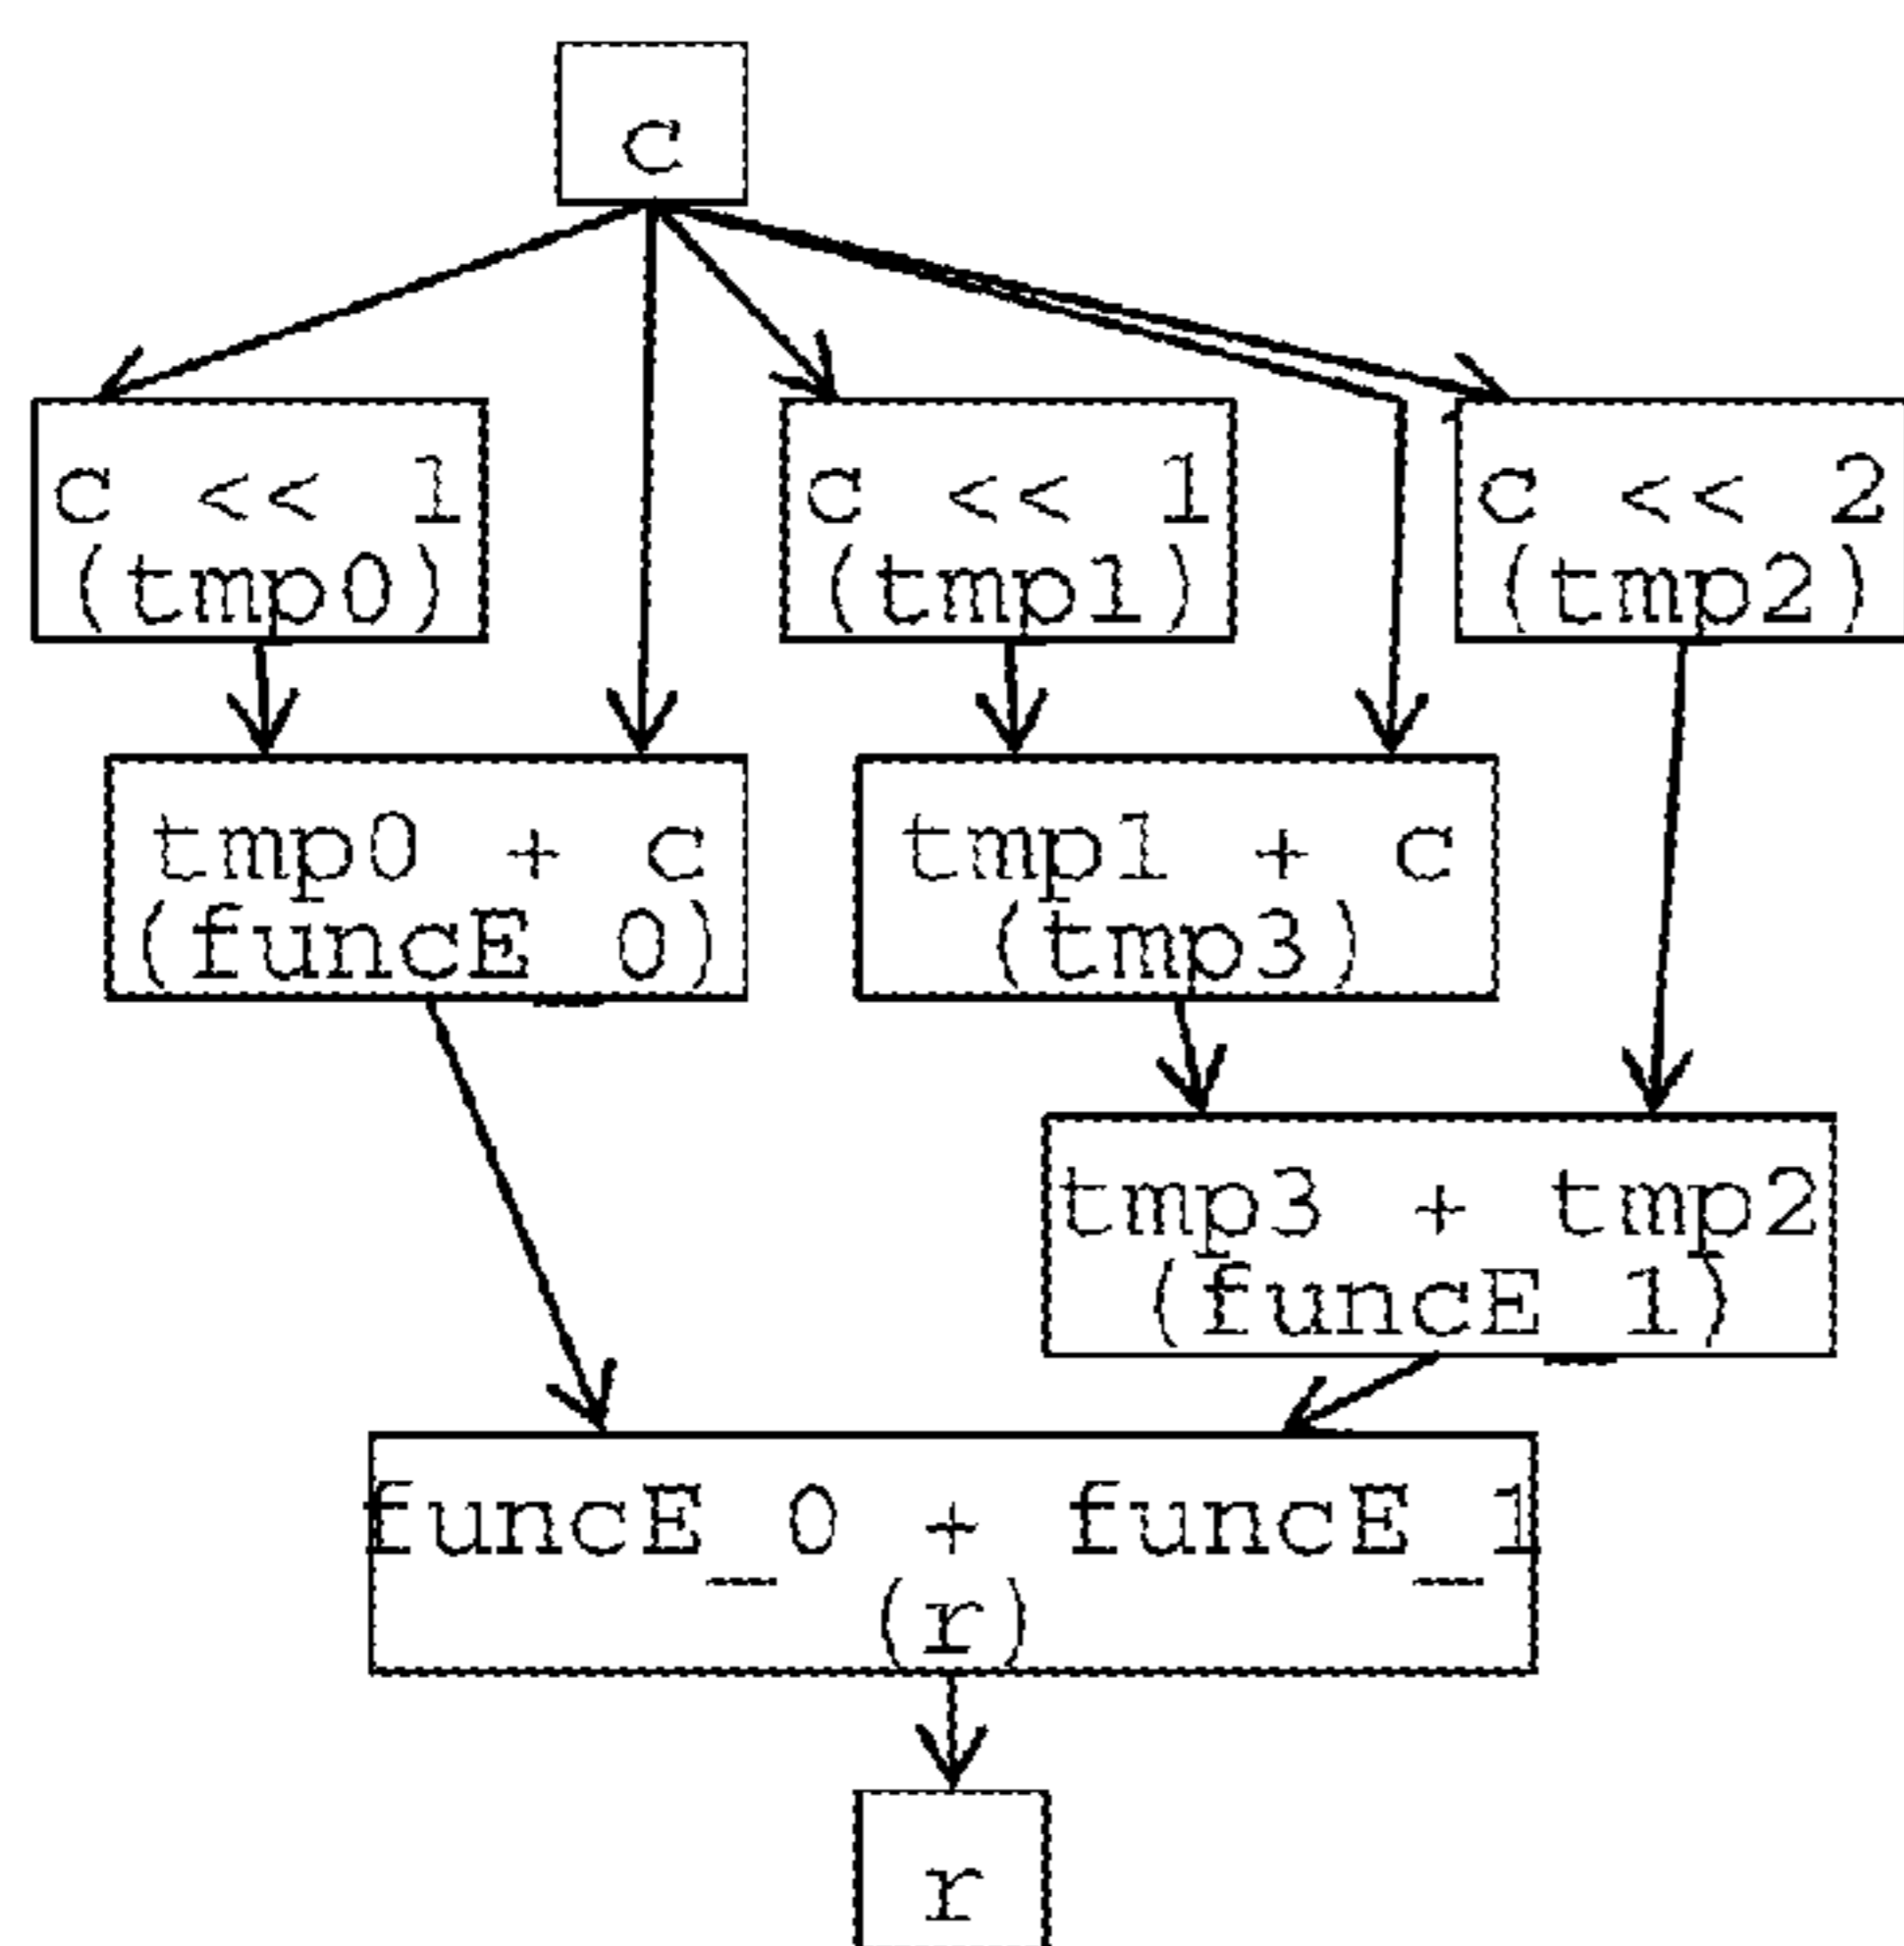 c
c << 1
(tmp0)
c << 1
(tmp1)
c << 2
(tmp2)
tmp0 + c
(funcE_0)
tmp1 + c
(tmp3)
tmp3 + tmp2
(funcE_1)
funcE_0 + funcE_1
(r)
r